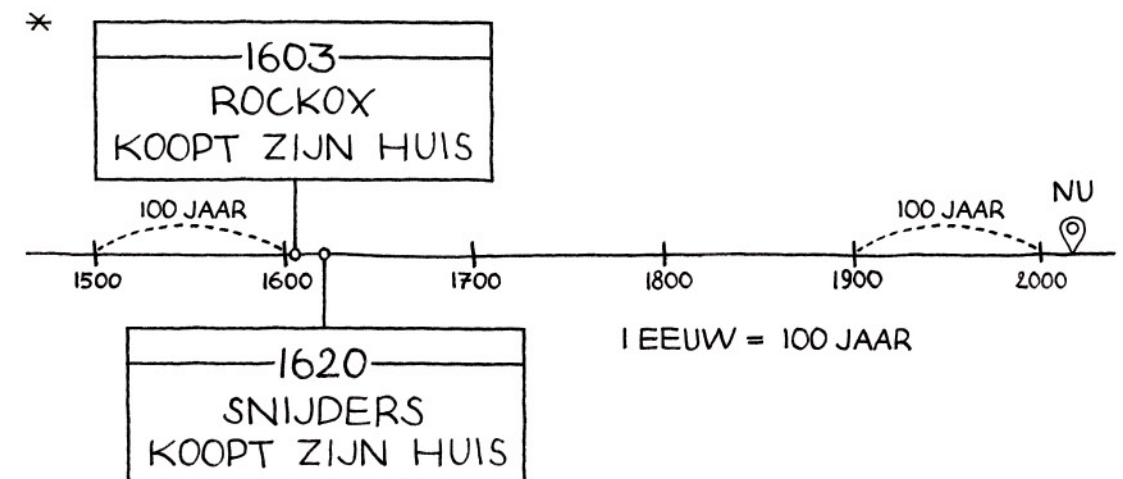 *
1603
ROCKOX
KOOPT ZIJN HUIS
100 JAAR
100 JAAR
NU
1500
1600
1700
1800
1900
2000
1 EEUW = 100 JAAR
1620
SNIJDERS
KOOPT ZIJN HUIS